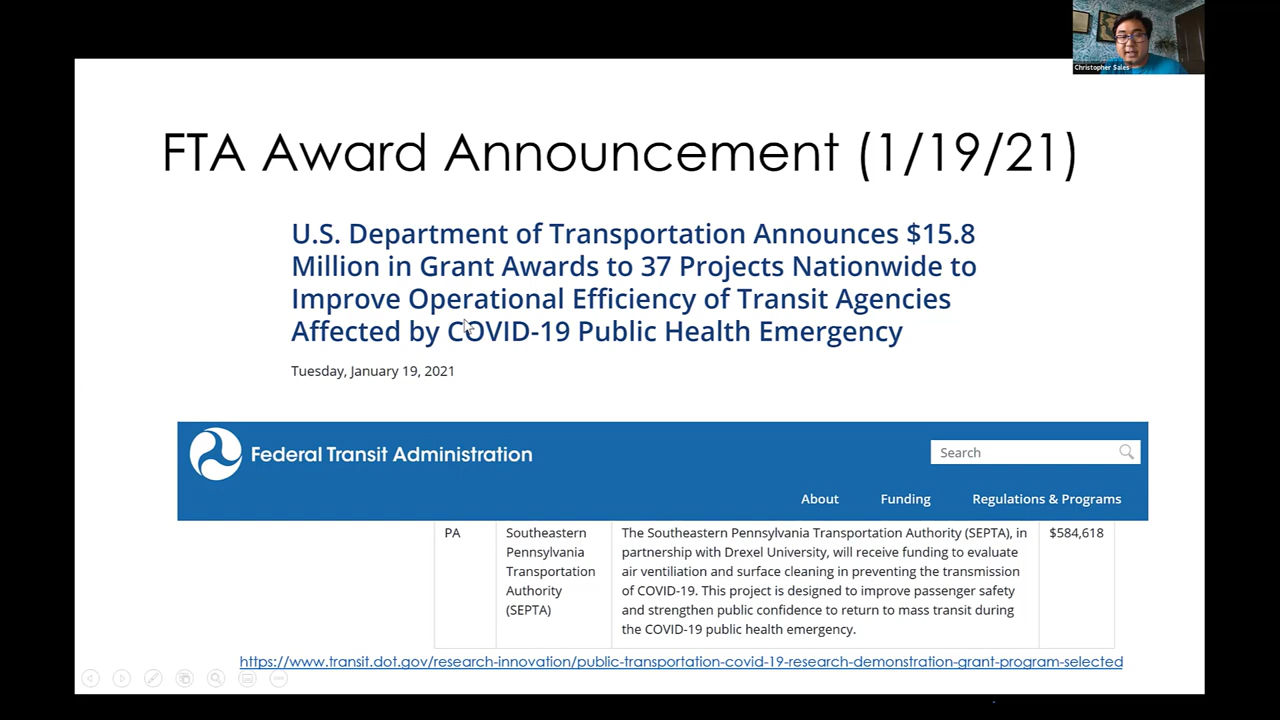 Christopher Sales
FTA Award Announcement (1/19/21)
U.S. Department of Transportation Announces $15.8
Million in Grant Awards to 37 Projects Nationwide to
Improve Operational Efficiency of Transit Agencies
Affected by COVID-19 Public Health Emergency
Tuesday, January 19, 2021
Federal Transit Administration
Search
About Funding Regulations & Programs
PA
Southeastern
Pennsylvania
Transportation
Authority
(SEPTA)
The Southeastern Pennsylvania Transportation Authority (SEPTA), in
partnership with Drexel University, will receive funding to evaluate
air ventiliation and surface cleaning in preventing the transmission
of COVID-19. This project is designed to improve passenger safety
and strengthen public confidence to return to mass transit during
the COVID-19 public health emergency.
$584,618
https://www.transit.dot.gov/research-innovation/public-transportation-covid-19-research-demonstration-grant-program-selected